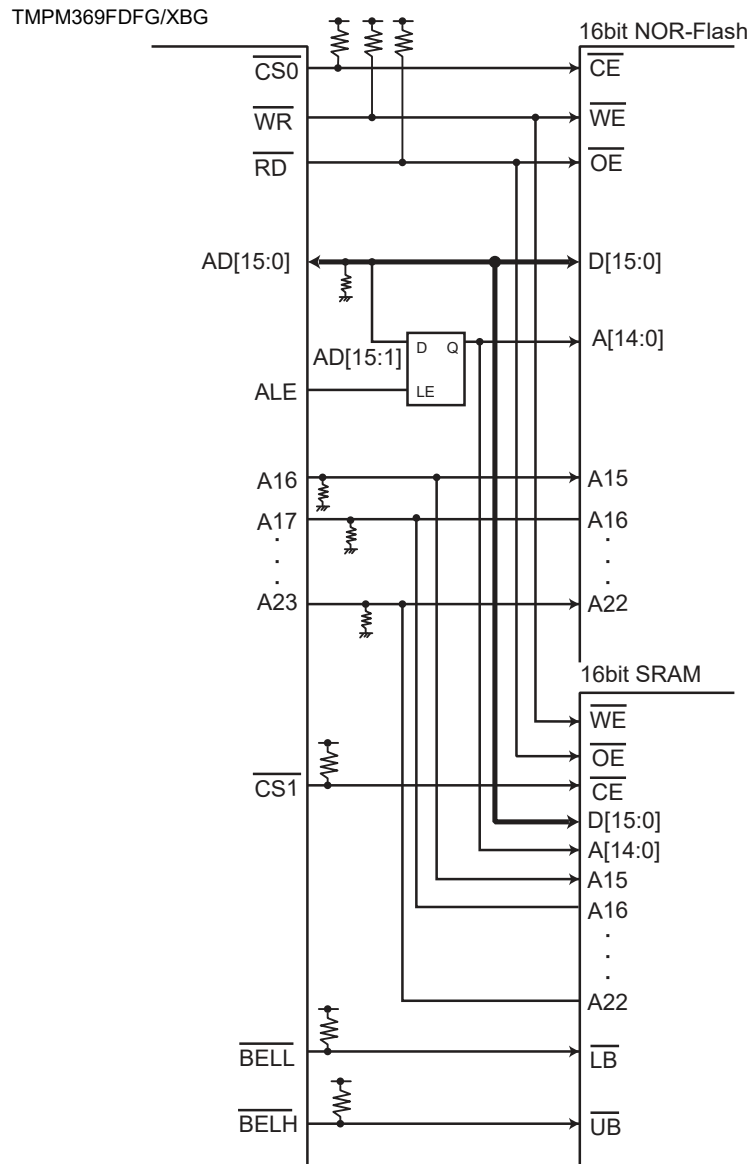 TMPM369FDFG/XBG
16bit NOR-Flash
CS0
CE
WR
WE
RD
OE
AD[15:0]
D[15:0]
AD[15:1]
D Q
LE
A[14:0]
ALE
A16
A15
A17
A16
.
.
.
.
.
.
A23
A22
16bit SRAM
WE
OE
CS1
CE
D[15:0]
A[14:0]
A15
A16
.
.
.
A22
BELL
LB
BELH
UB